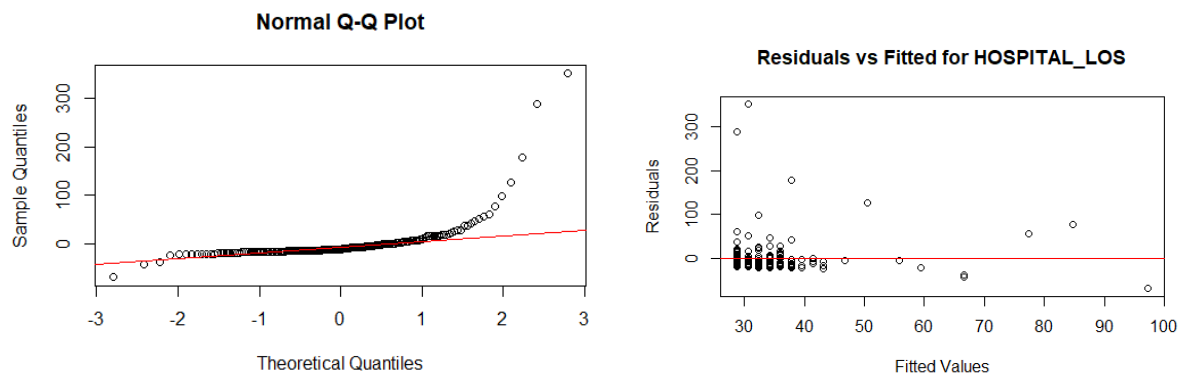 Normal Q-Q Plot
Sample Quantiles
300
200
100
0
-3 -2 -1 0 1 2 3
Theoretical Quantiles
Residuals vs Fitted for HOSPITAL_LOS
Residuals
300
200
100
0
30 40 50 60 70 80 90 100
Fitted Values